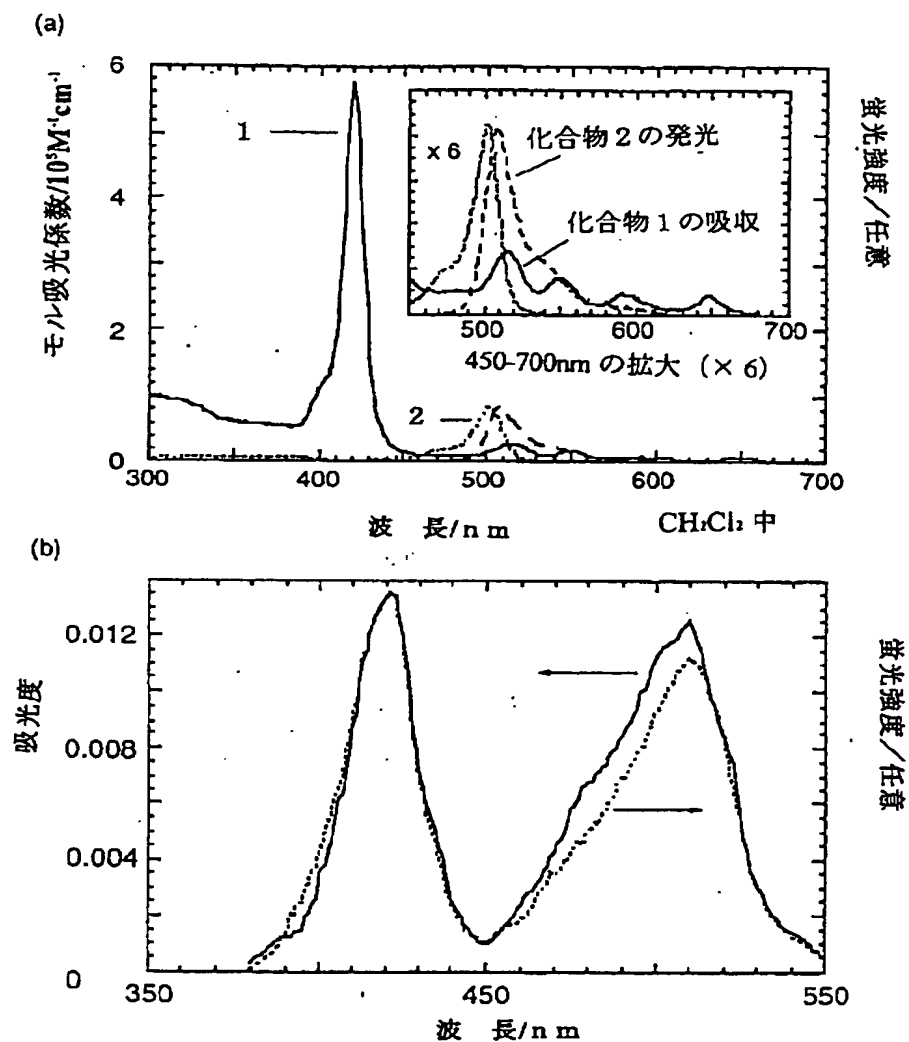 (a)
モル吸光係数/10⁵M⁻¹cm⁻¹
蛍光強度/任意
6
4
2
0
1
2
×6
化合物2の発光
化合物1の吸収
500
600
700
450-700nm の拡大 (×6)
300
400
500
600
700
波 長/nm
CH₂Cl₂ 中
(b)
吸光度
蛍光強度/任意
0.012
0.008
0.004
0
350
450
550
波 長/nm